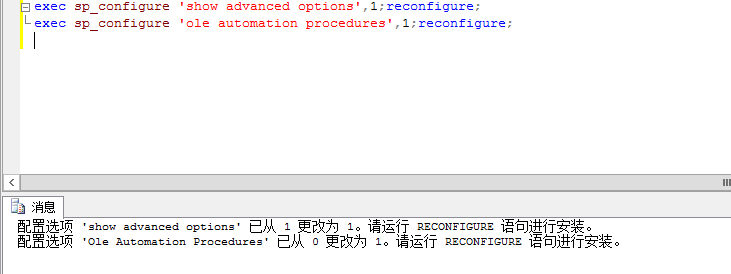 exec sp_configure 'show advanced options',1;reconfigure;
exec sp_configure 'ole automation procedures',1;reconfigure;
消息
配置选项 'show advanced options' 已从 1 更改为 1。请运行 RECONFIGURE 语句进行安装。
配置选项 'Ole Automation Procedures' 已从 0 更改为 1。请运行 RECONFIGURE 语句进行安装。